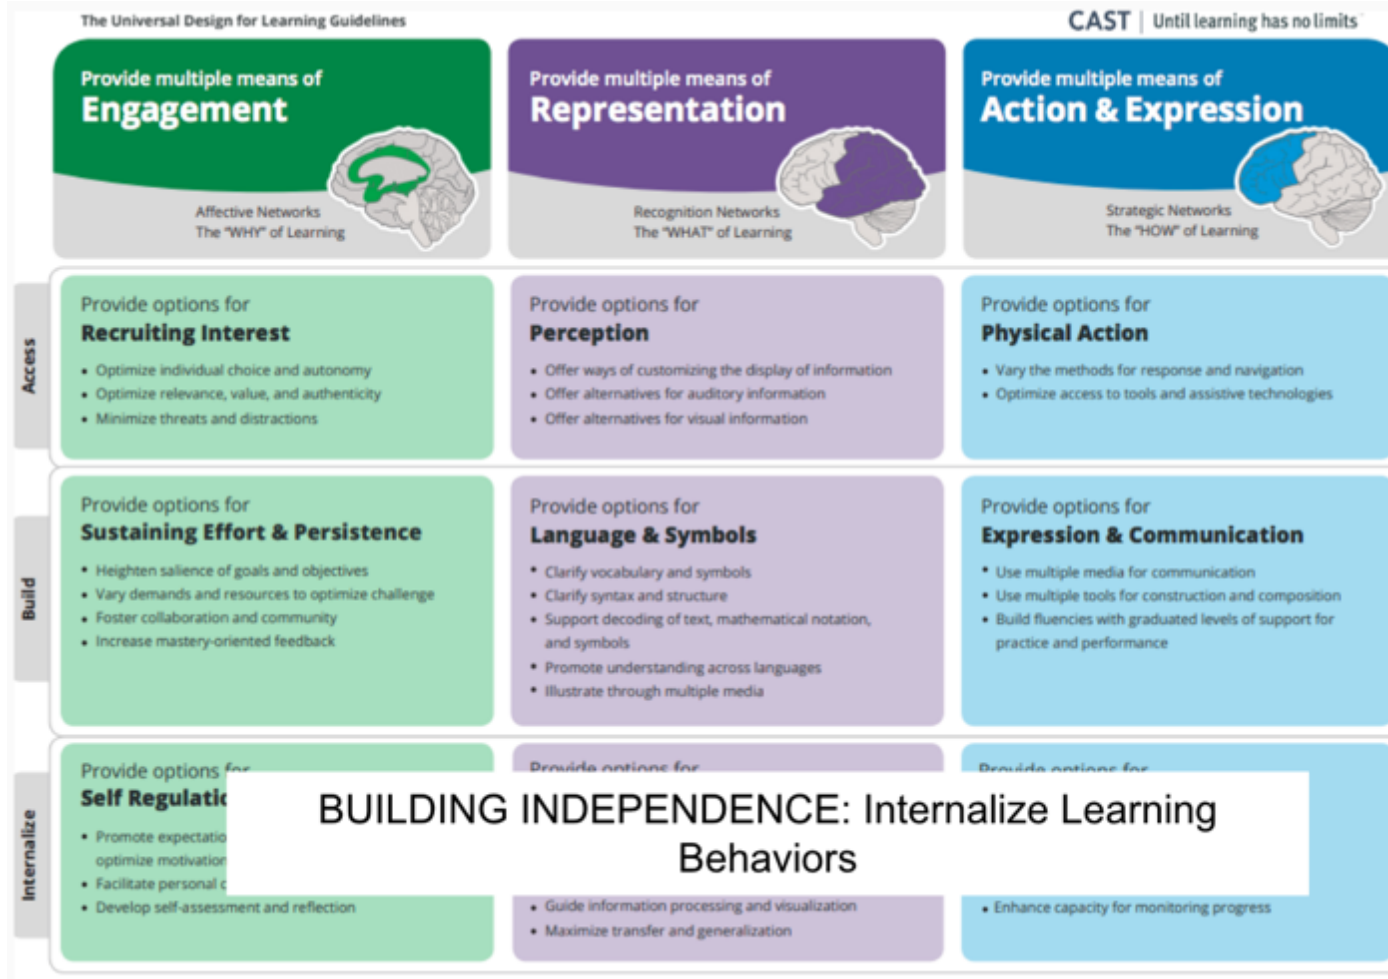 The Universal Design for Learning Guidelines
CAST | Until learning has no limits
Provide multiple means of
Engagement
Affective Networks
The "WHY" of Learning
Provide multiple means of
Representation
Recognition Networks
The "WHAT" of Learning
Provide multiple means of
Action & Expression
Strategic Networks
The "HOW" of Learning
Access
Provide options for
Recruiting Interest
• Optimize individual choice and autonomy
• Optimize relevance, value, and authenticity
• Minimize threats and distractions
Provide options for
Perception
• Offer ways of customizing the display of information
• Offer alternatives for auditory information
• Offer alternatives for visual information
Provide options for
Physical Action
• Vary the methods for response and navigation
• Optimize access to tools and assistive technologies
Build
Provide options for
Sustaining Effort & Persistence
• Heighten salience of goals and objectives
• Vary demands and resources to optimize challenge
• Foster collaboration and community
• Increase mastery-oriented feedback
Provide options for
Language & Symbols
• Clarify vocabulary and symbols
• Clarify syntax and structure
• Support decoding of text, mathematical notation,
and symbols
• Promote understanding across languages
• Illustrate through multiple media
Provide options for
Expression & Communication
• Use multiple media for communication
• Use multiple tools for construction and composition
• Build fluencies with graduated levels of support for
practice and performance
Internalize
Provide options for
Self
• Promote
optimize
• Facilitate personal
• Develop self-assessment and reflection
Provide options for
• Guide information processing and visualization
• Maximize transfer and generalization
Provide options for
• Enhance capacity for monitoring progress
BUILDING INDEPENDENCE: Internalize Learning
Behaviors